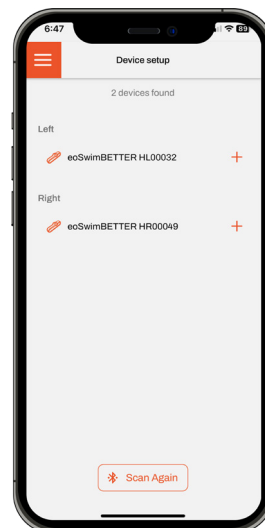 6:47
89
Device setup
2 devices found
Left
eoSwimBETTER HL00032
+
Right
eoSwimBETTER HR00049
+
Scan Again